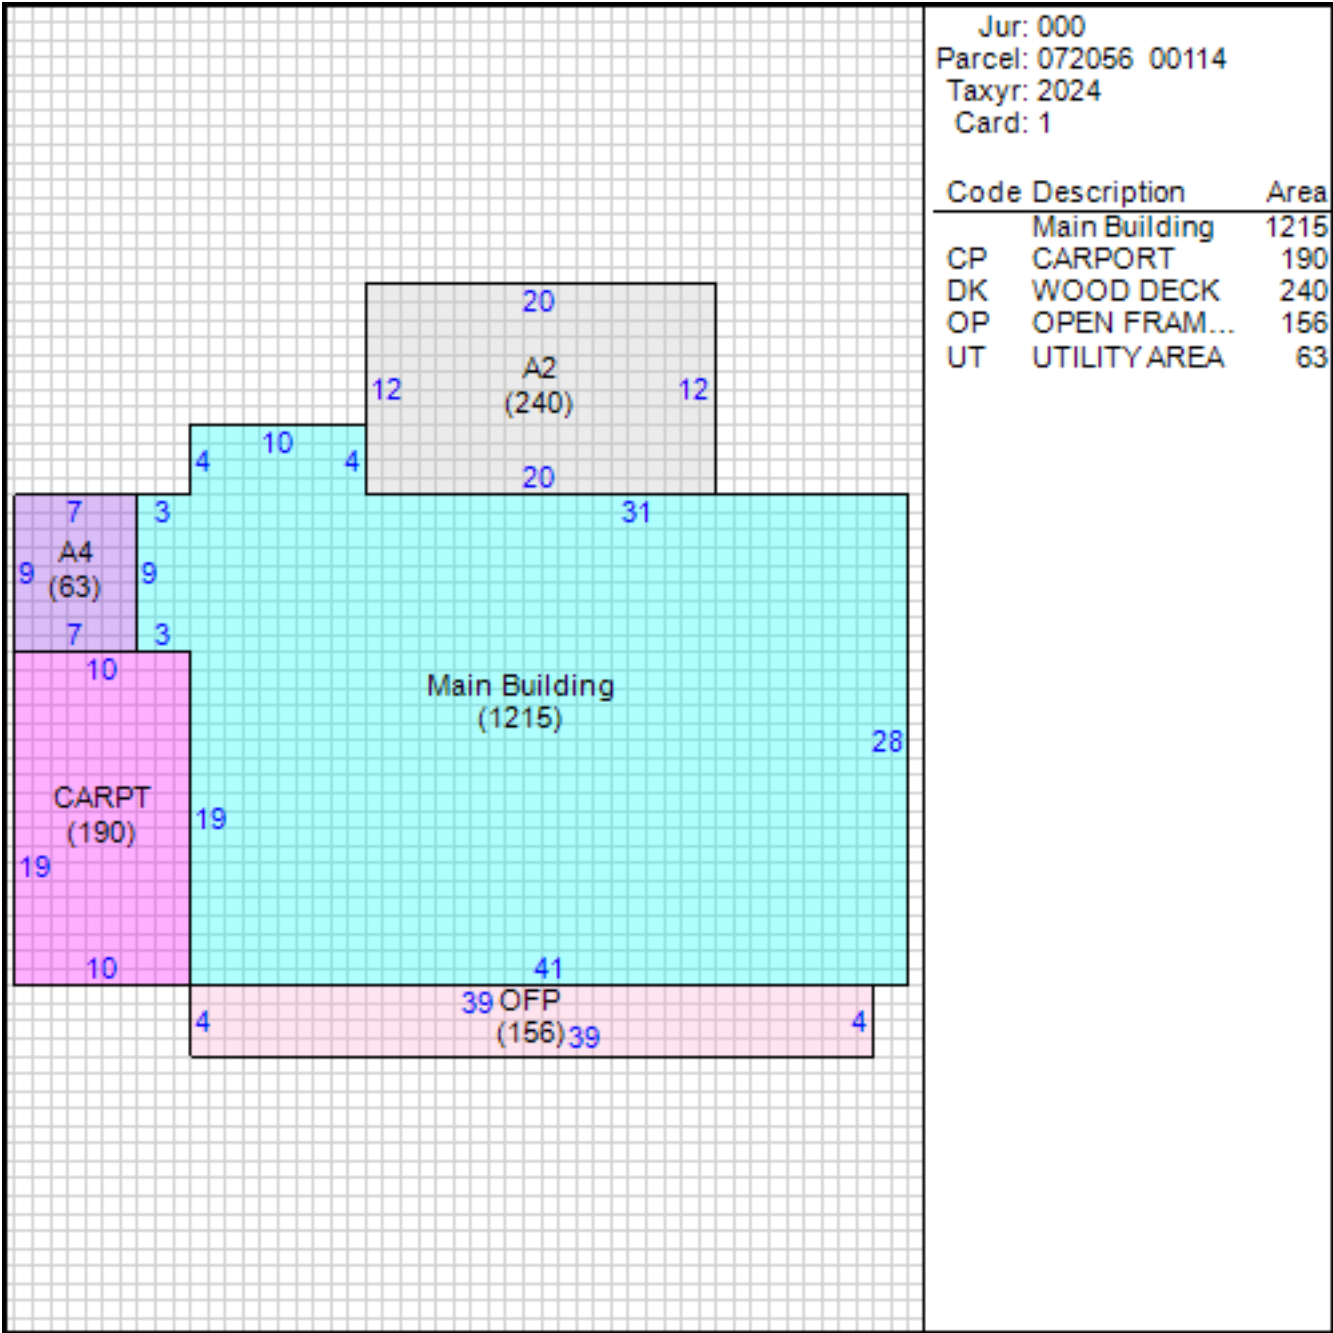 Jur: 000
Parcel: 072056 00114
Taxyr: 2024
Card: 1
Code Description Area
Main Building 1215
CP CARPORT 190
DK WOOD DECK 240
OP OPEN FRAM... 156
UT UTILITY AREA 63
20
A2
12 12
(240)
10
4 4
20
7 3 31
A4
9 9
(63)
7 3
10
Main Building
(1215)
28
CARPT
19
(190)
19
10 41
39 OFP
4 4
(156) 39